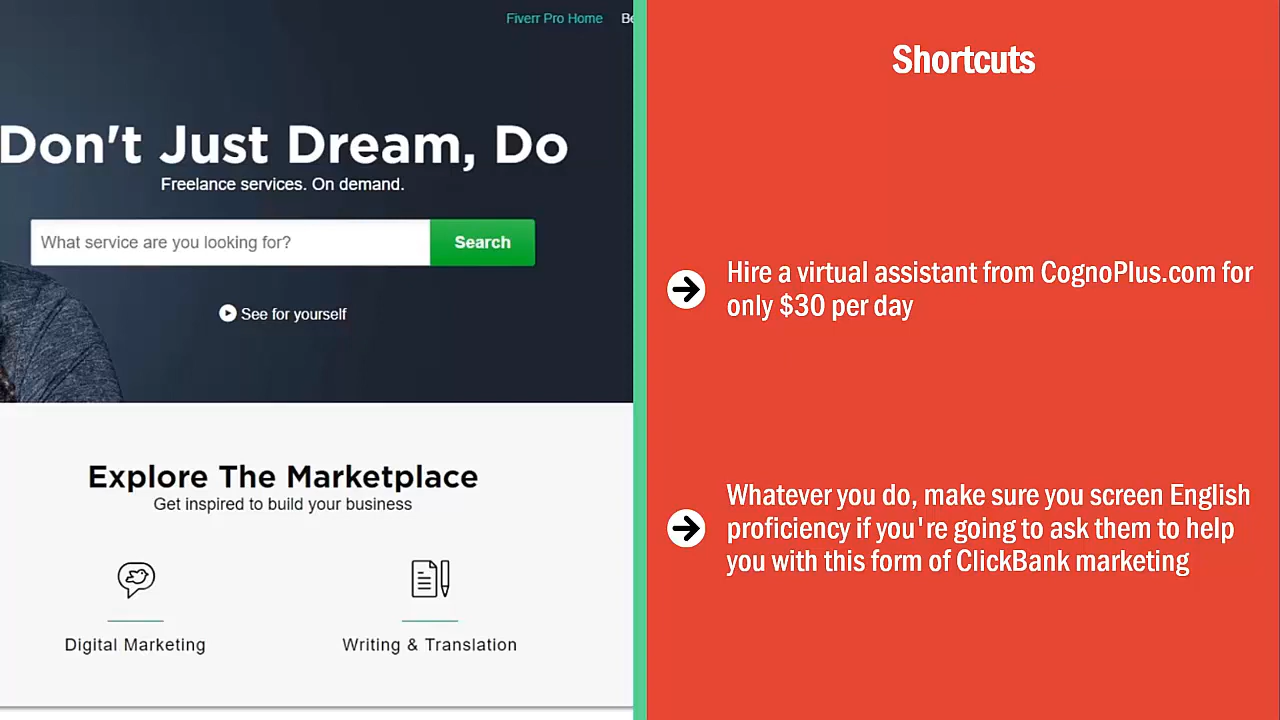 Fiverr Pro Home
Don't Just Dream, Do
Freelance services. On demand.
What service are you looking for?
Search
See for yourself
Explore The Marketplace
Get inspired to build your business
Digital Marketing
Writing & Translation
Shortcuts
Hire a virtual assistant from CognoPlus.com for
only $30 per day
Whatever you do, make sure you screen English
proficiency if you're going to ask them to help
you with this form of ClickBank marketing